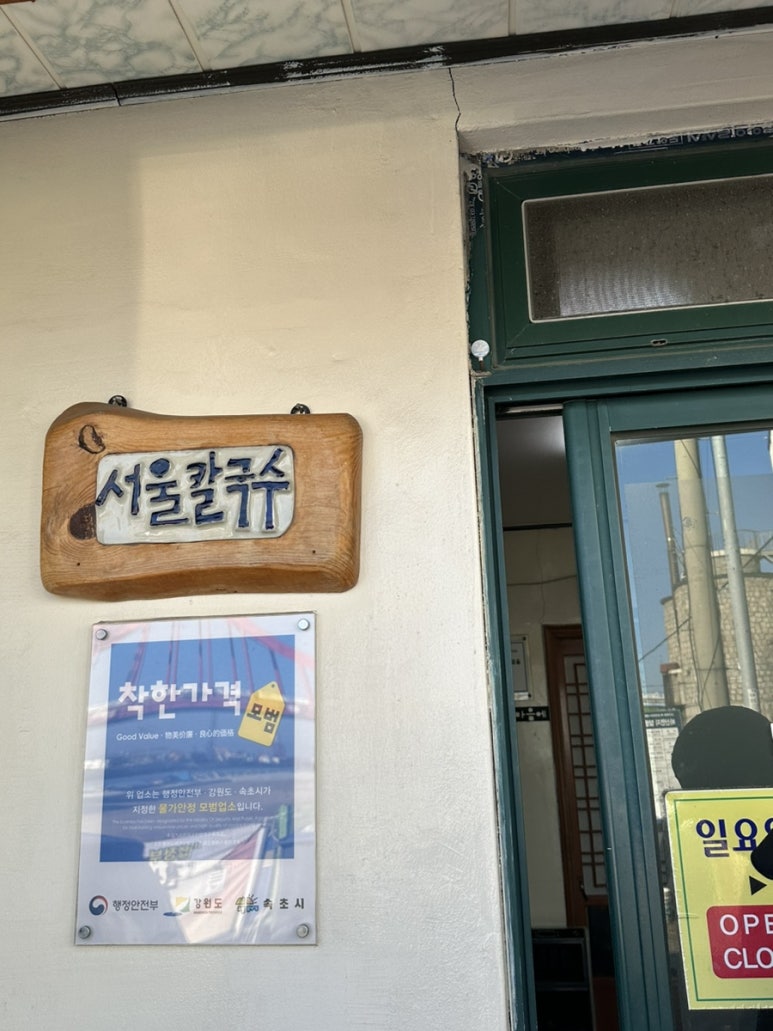 서울칼국수
착한가격
모범
Good Value · 物美价廉 · 良心的価格
위 업소는 행정안전부 · 강원도 · 속초시가
지정한 물가안정 모범업소입니다.
행정안전부
강원도
속초시
일요
OPE
CLO